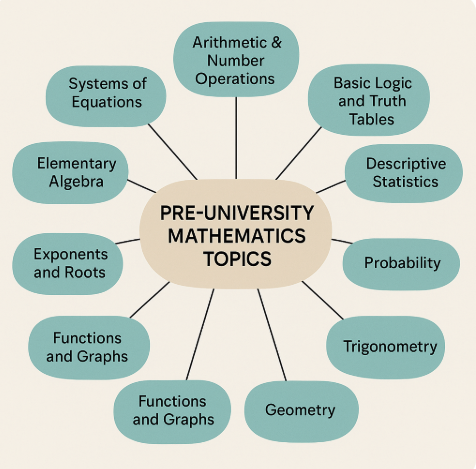 Arithmetic &
Number
Operations
Systems of
Equations
Basic Logic
and Truth
Tables
Elementary
Algebra
Descriptive
Statistics
PRE-UNIVERSITY
MATHEMATICS
TOPICS
Exponents
and Roots
Probability
Functions
and Graphs
Trigonometry
Functions
and Graphs
Geometry